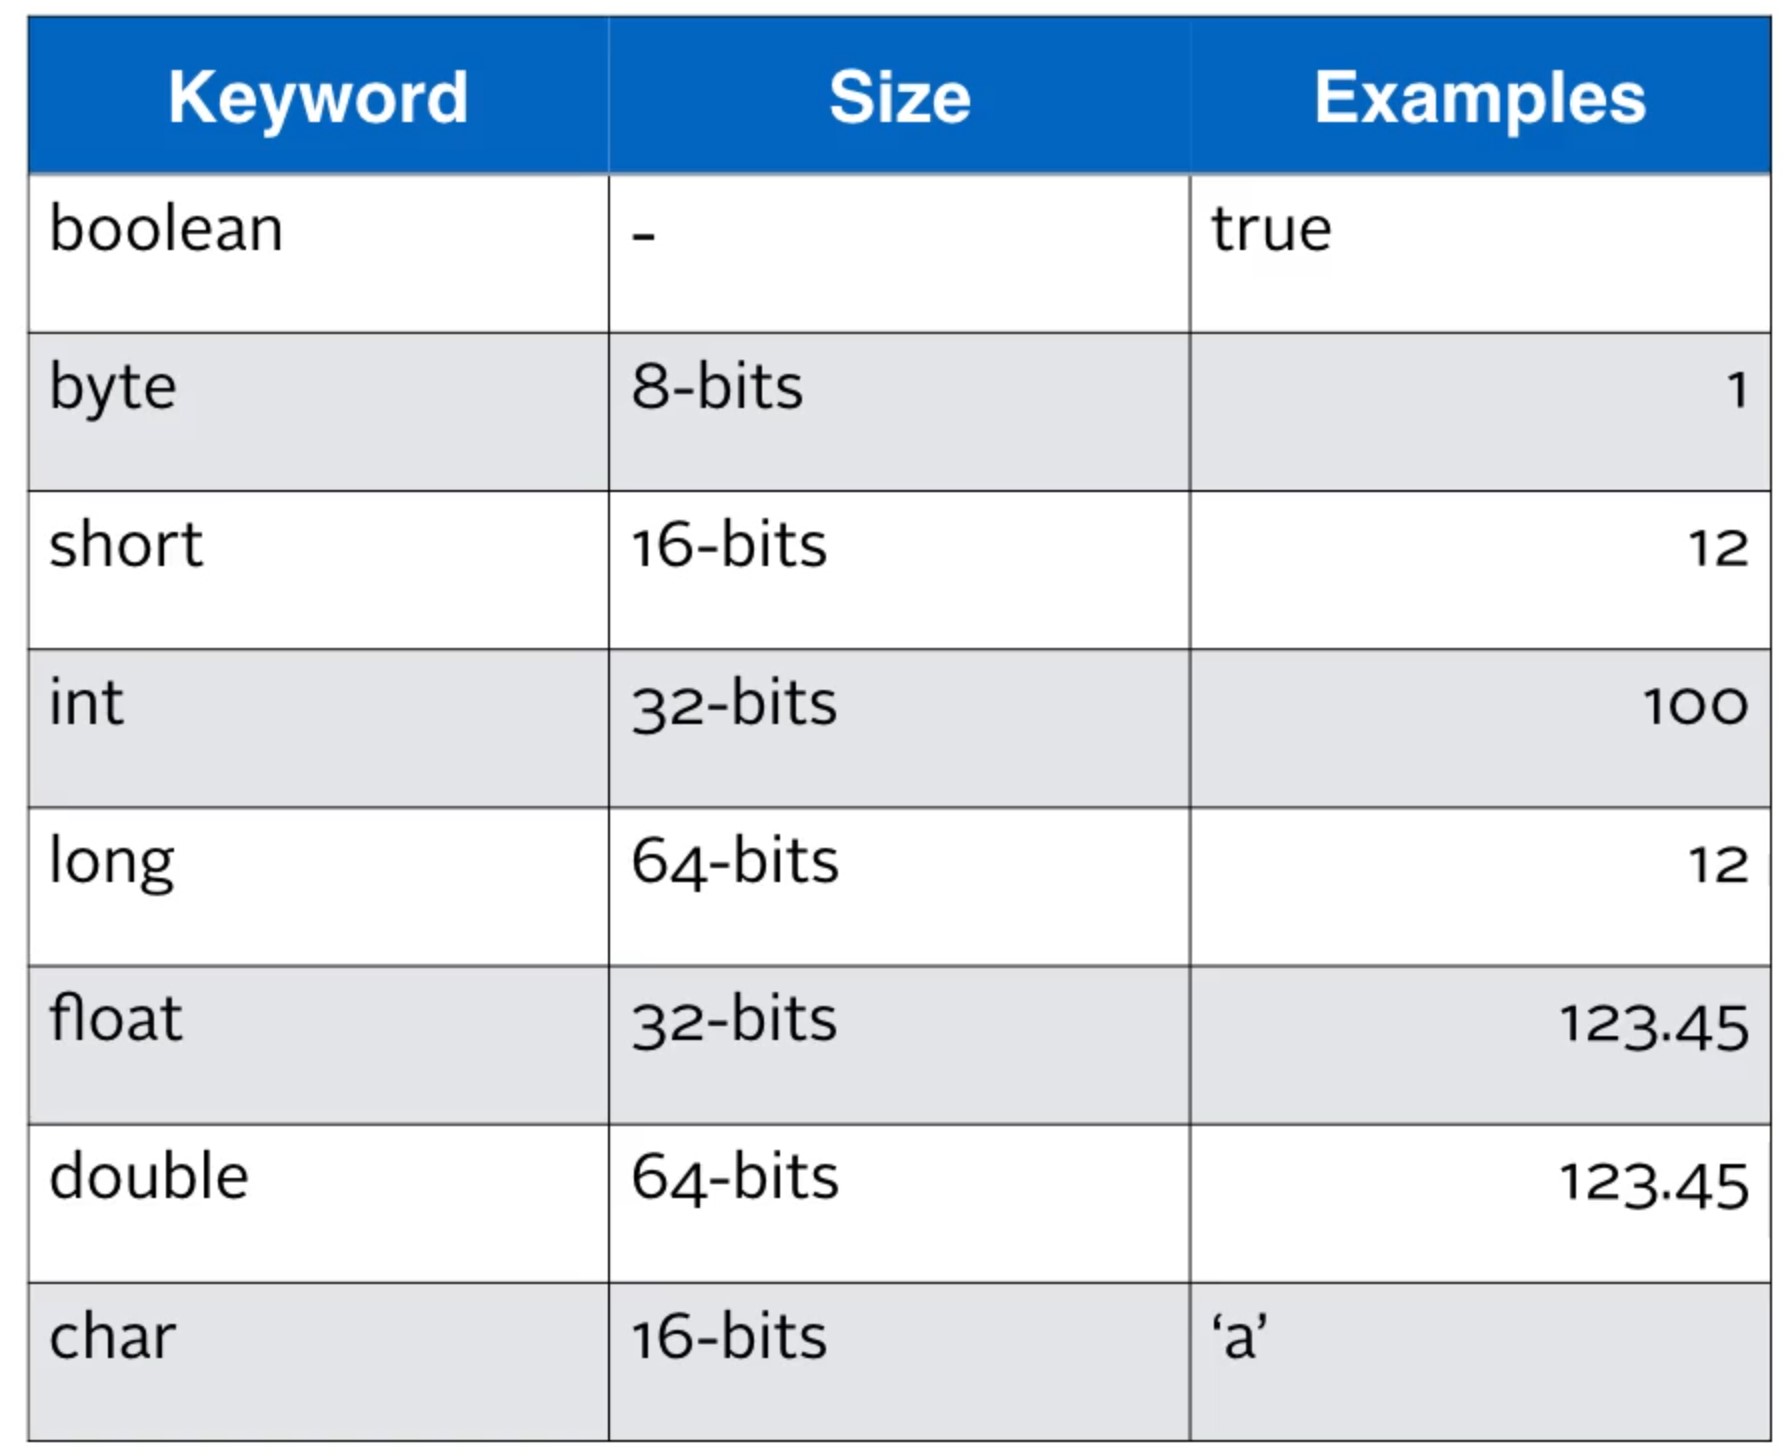 Keyword Size Examples
boolean - true
byte 8-bits 1
short 16-bits 12
int 32-bits 100
long 64-bits 12
float 32-bits 123.45
double 64-bits 123.45
char 16-bits ‘a’